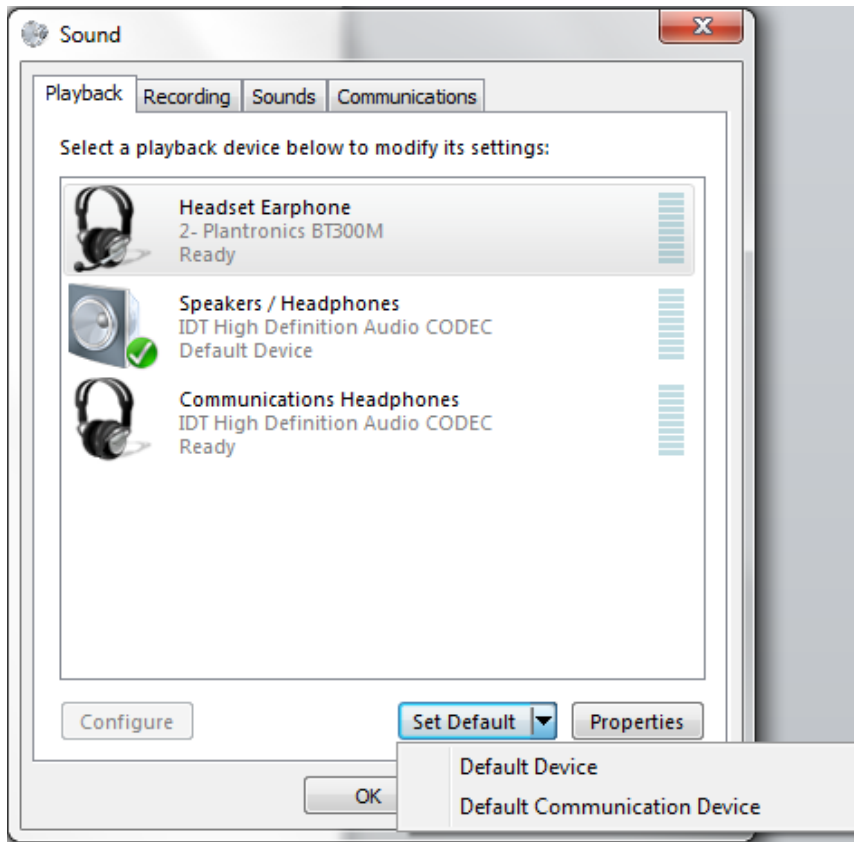 Sound
Playback Recording Sounds Communications
Select a playback device below to modify its settings:
Headset Earphone
2- Plantronics BT300M
Ready
Speakers / Headphones
IDT High Definition Audio CODEC
Default Device
Communications Headphones
IDT High Definition Audio CODEC
Ready
Configure Set Default Properties
Default Device
OK
Default Communication Device